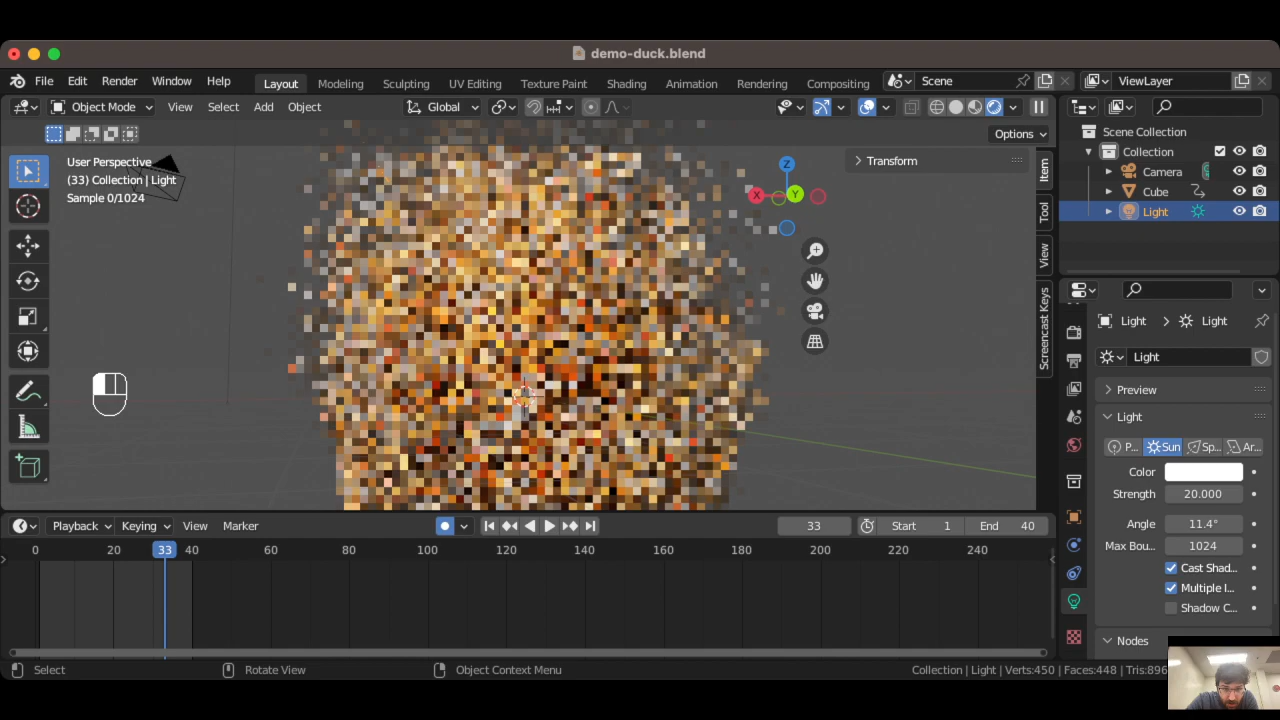 demo-duck.blend
File Edit Render Window Help Layout Modeling Sculpting UV Editing Texture Paint Shading Animation Rendering Compositing Scene ViewLayer
Object Mode View Select Add Object Global
Options
User Perspective
(33) Collection | Light
Sample 0/1024
Transform
Item
Tool
View
Screencast Keys
Z
X
Y
Scene Collection
Collection
Camera
Cube
Light
Light Light
Light
Preview
Light
P... Sun Sp... Ar...
Color
Strength 20.000
Angle 11.4°
Max Bou... 1024
Cast Shad...
Multiple I...
Shadow C...
Nodes
Playback Keying View Marker 33 Start 1 End 40
0 20 33 40 60 80 100 120 140 160 180 200 220 240
Select Rotate View Object Context Menu Collection | Light | Verts:450 | Faces:448 | Tris:896